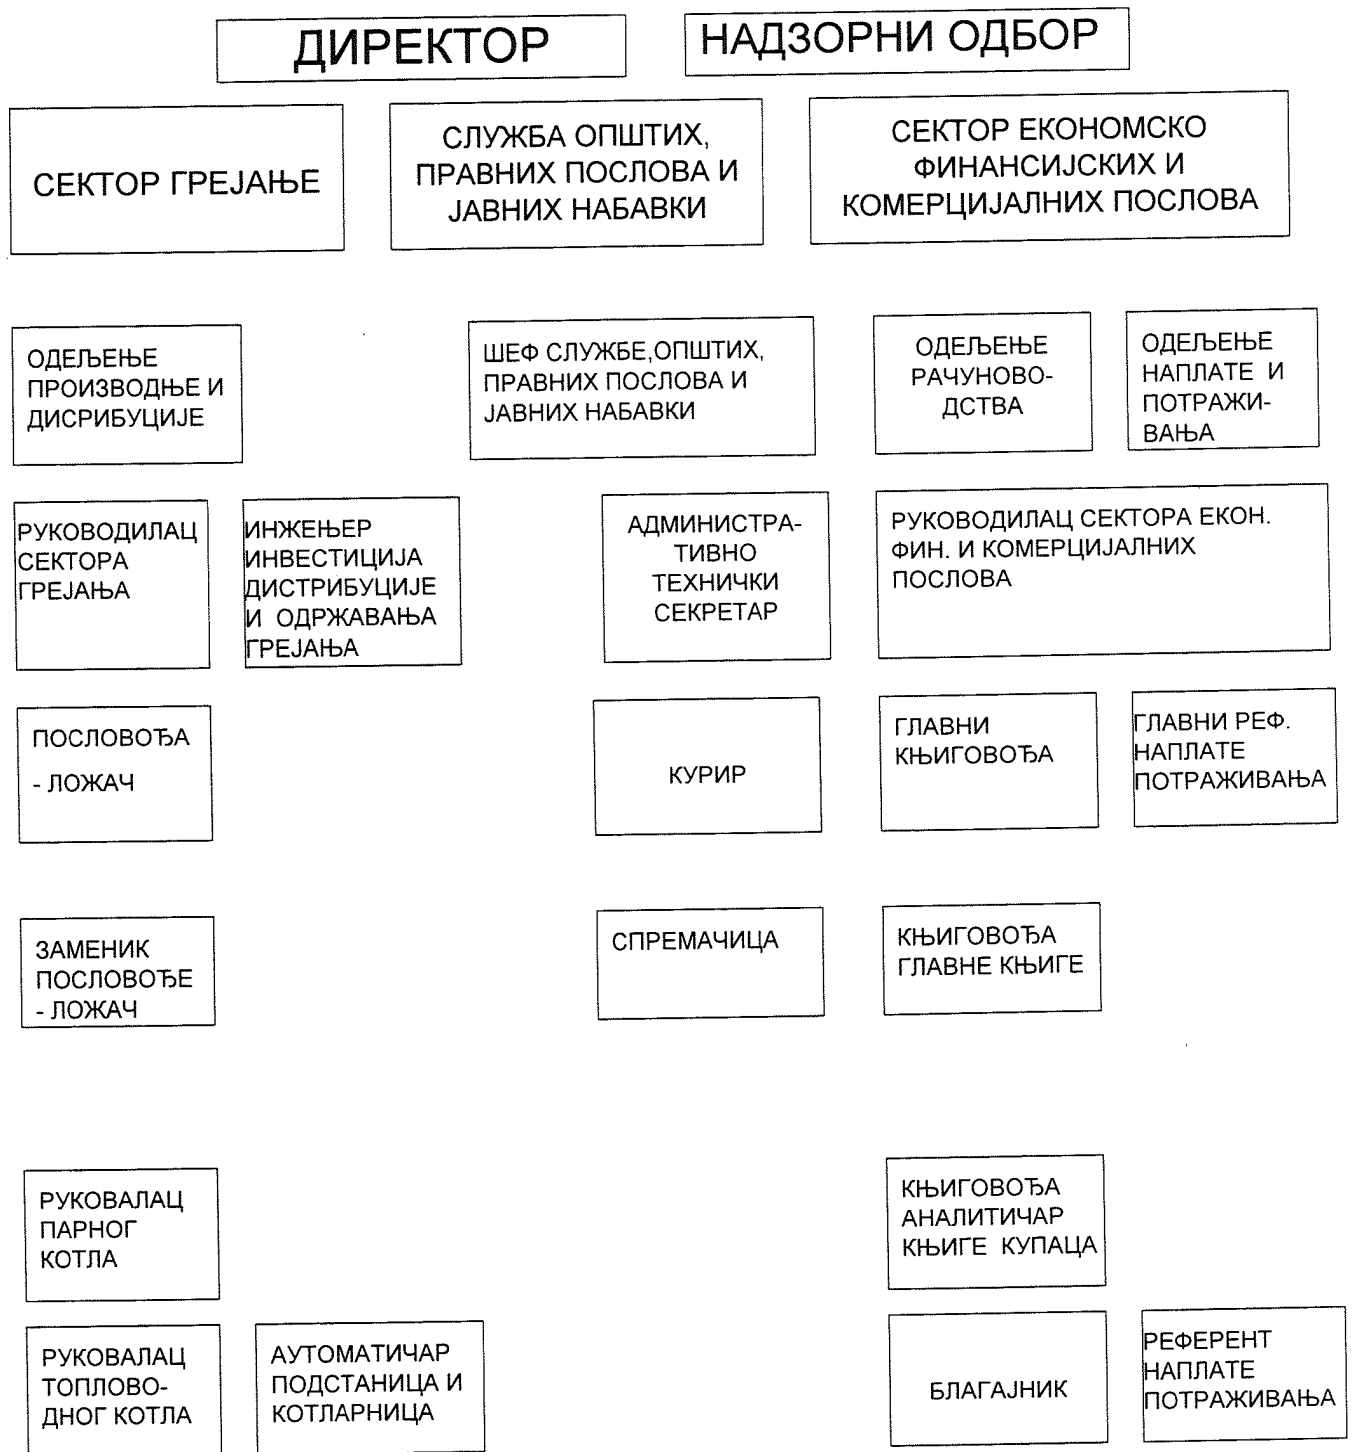 ДИРЕКТОР
НАДЗОРНИ ОДБОР
СЕКТОР ГРЕЈАЊЕ
СЛУЖБА ОПШТИХ,
ПРАВНИХ ПОСЛОВА И
ЈАВНИХ НАБАВКИ
СЕКТОР ЕКОНОМСКО
ФИНАНСИЈСКИХ И
КОМЕРЦИЈАЛНИХ ПОСЛОВА
ОДЕЉЕЊЕ
ПРОИЗВОДЊЕ И
ДИСРИБУЦИЈЕ
ШЕФ СЛУЖБЕ,ОПШТИХ,
ПРАВНИХ ПОСЛОВА И
ЈАВНИХ НАБАВКИ
ОДЕЉЕЊЕ
РАЧУНОВО-
ДСТВА
ОДЕЉЕЊЕ
НАПЛАТЕ И
ПОТРАЖИ-
ВАЊА
РУКОВОДИЛАЦ
СЕКТОРА
ГРЕЈАЊА
ИНЖЕЊЕР
ИНВЕСТИЦИЈА
ДИСТРИБУЦИЈЕ
И ОДРЖАВАЊА
ГРЕЈАЊА
АДМИНИСТРА-
ТИВНО
ТЕХНИЧКИ
СЕКРЕТАР
РУКОВОДИЛАЦ СЕКТОРА ЕКОН.
ФИН. И КОМЕРЦИЈАЛНИХ
ПОСЛОВА
ПОСЛОВОЂА
- ЛОЖАЧ
КУРИР
ГЛАВНИ
КЊИГОВОЂА
ГЛАВНИ РЕФ.
НАПЛАТЕ
ПОТРАЖИВАЊА
ЗАМЕНИК
ПОСЛОВОЂЕ
- ЛОЖАЧ
СПРЕМАЧИЦА
КЊИГОВОЂА
ГЛАВНЕ КЊИГЕ
РУКОВАЛАЦ
ПАРНОГ
КОТЛА
КЊИГОВОЂА
АНАЛИТИЧАР
КЊИГЕ КУПАЦА
РУКОВАЛАЦ
ТОПЛОВО-
ДНОГ КОТЛА
АУТОМАТИЧАР
ПОДСТАНИЦА И
КОТЛАРНИЦА
БЛАГАЈНИК
РЕФЕРЕНТ
НАПЛАТЕ
ПОТРАЖИВАЊА